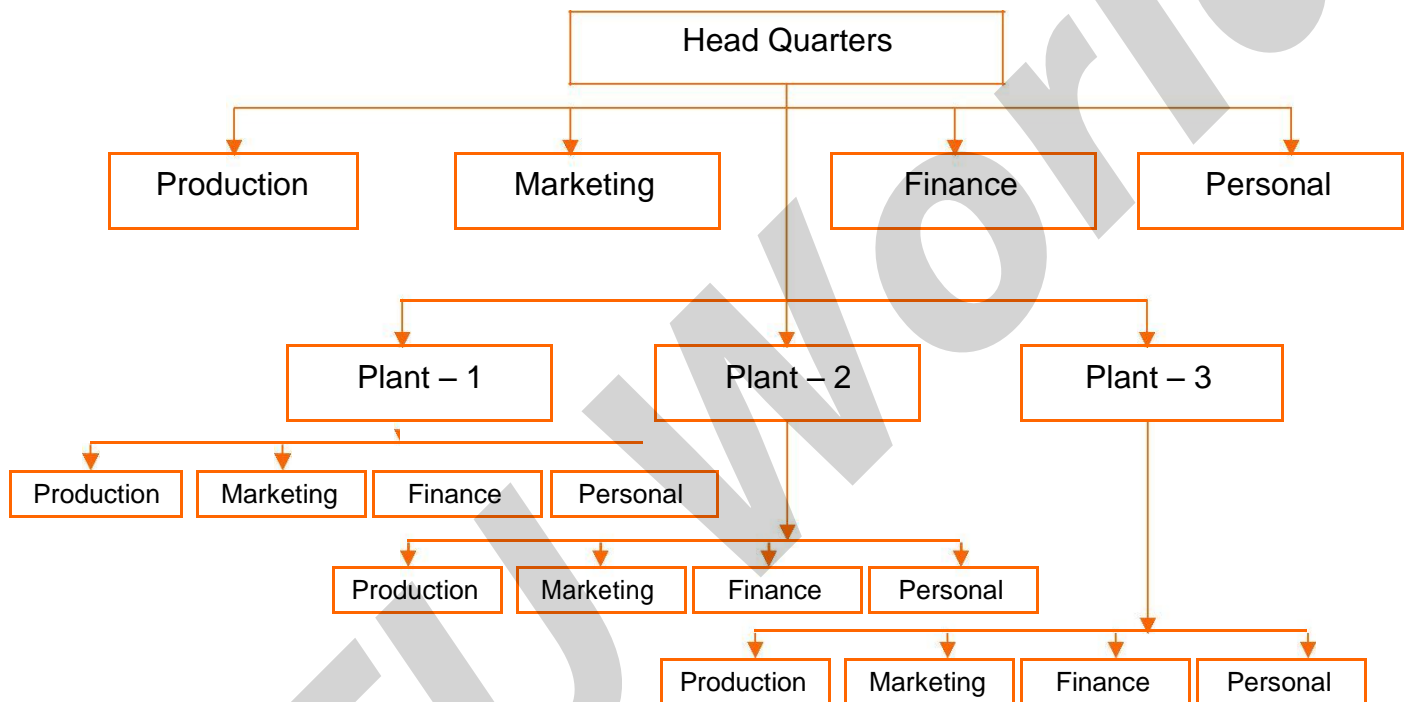 Head Quarters
Production
Marketing
Finance
Personal
Plant – 1
Plant – 2
Plant – 3
Production
Marketing
Finance
Personal
Production
Marketing
Finance
Personal
Production
Marketing
Finance
Personal